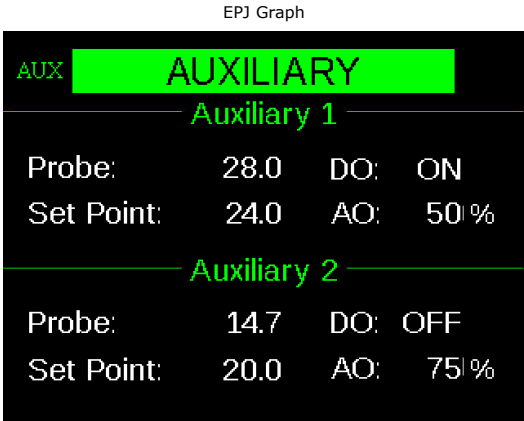 EPJ Graph
AUX AUXILIARY
Auxiliary 1
Probe: 28.0 DO: ON
Set Point: 24.0 AO: 50 %
Auxiliary 2
Probe: 14.7 DO: OFF
Set Point: 20.0 AO: 75 %